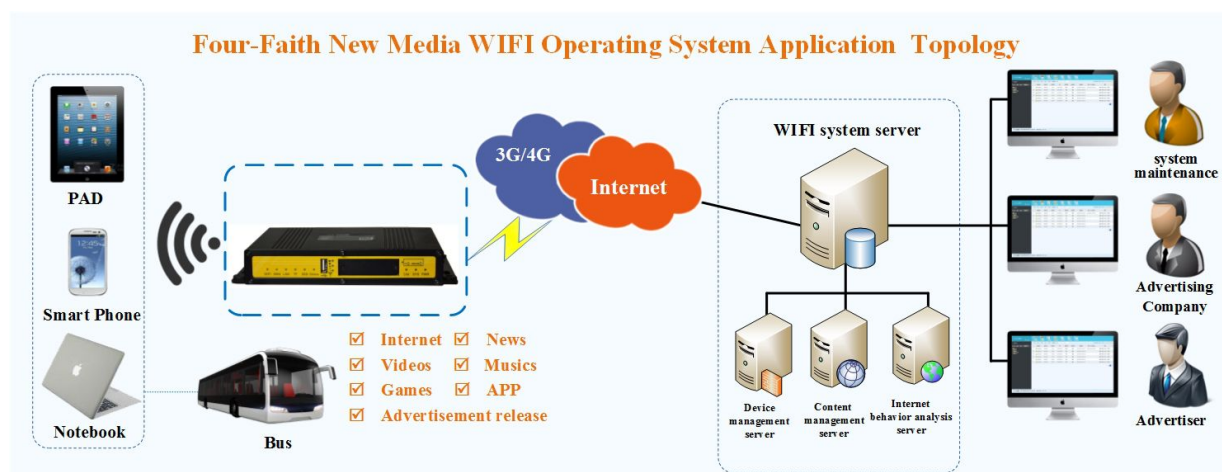 Four-Faith New Media WIFI Operating System Application Topology
PAD
Smart Phone
Notebook
Bus
Internet
News
Videos
Musics
Games
APP
Advertisement release
3G/4G
Internet
WIFI system server
Device
management
server
Content
management
server
Internet
behavior analysis
server
system
maintenance
Advertising
Company
Advertiser